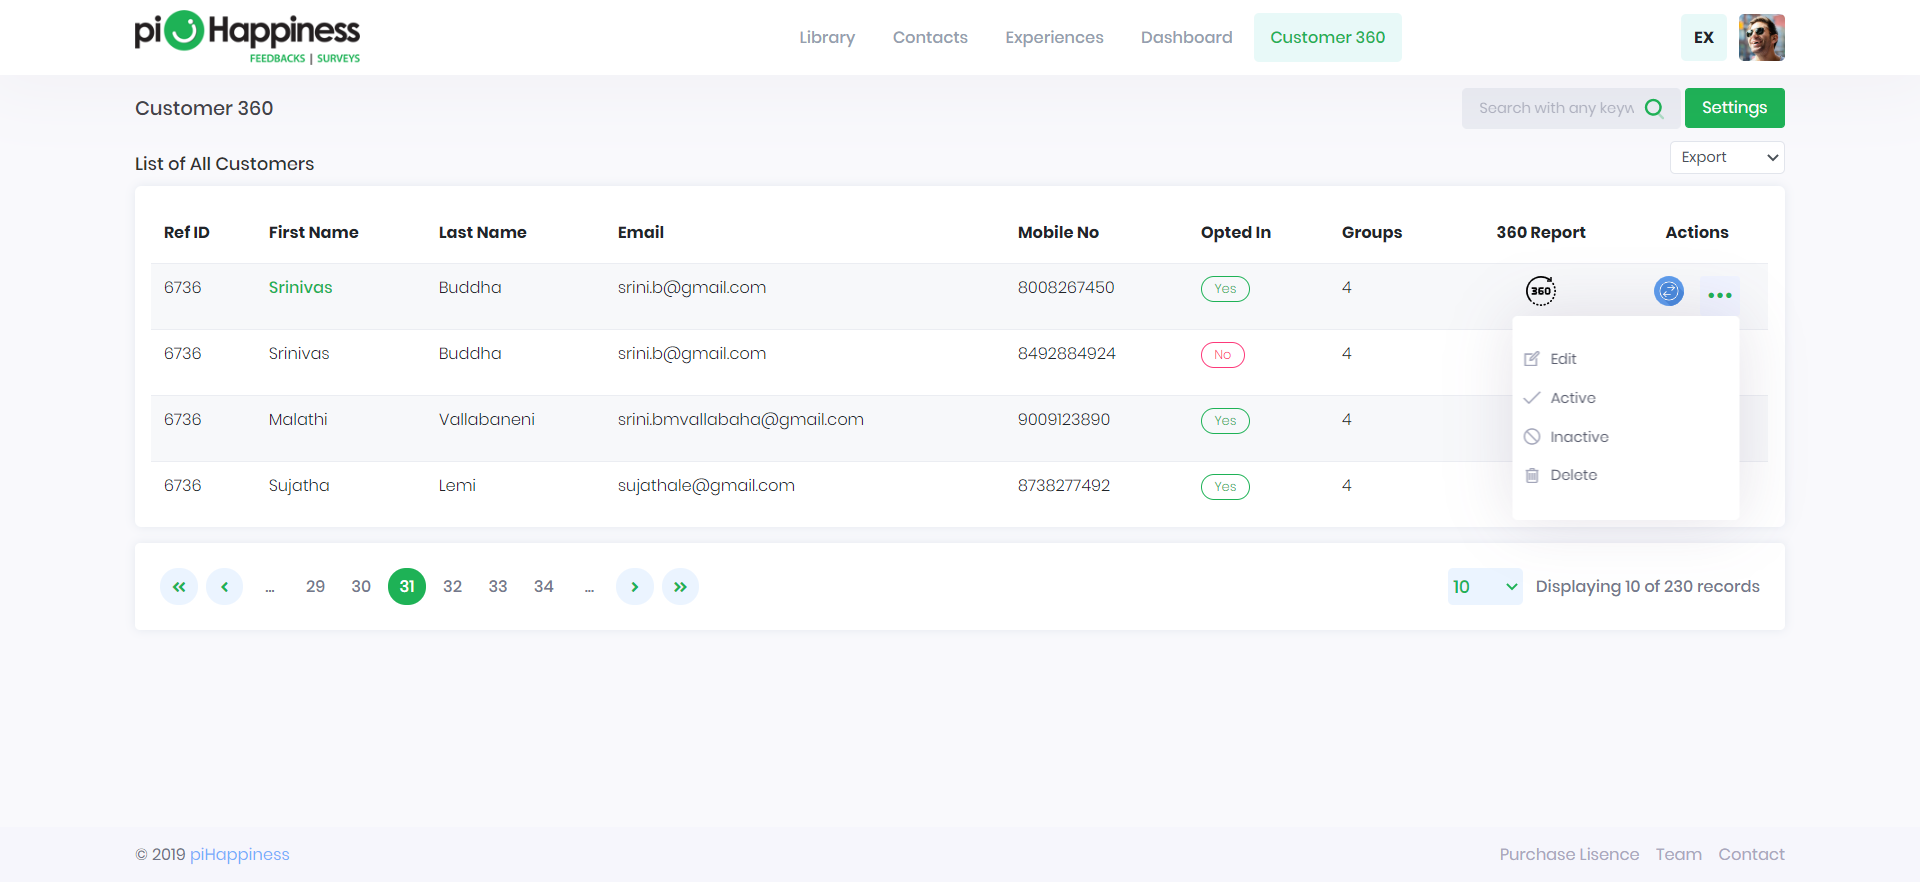 pi Happiness
FEEDBACKS | SURVEYS
Library Contacts Experiences Dashboard Customer 360 EX
Customer 360
Search with any keyw
Settings
List of All Customers
Export
Ref ID First Name Last Name Email Mobile No Opted In Groups 360 Report Actions
6736 Srinivas Buddha srini.b@gmail.com 8008267450 Yes 4 360
6736 Srinivas Buddha srini.b@gmail.com 8492884924 No 4
6736 Malathi Vallabaneni srini.bmvallabaha@gmail.com 9009123890 Yes 4
6736 Sujatha Lemi sujathale@gmail.com 8738277492 Yes 4
Edit
Active
Inactive
Delete
... 29 30 31 32 33 34 ...
10 Displaying 10 of 230 records
© 2019 piHappiness
Purchase Lisence Team Contact